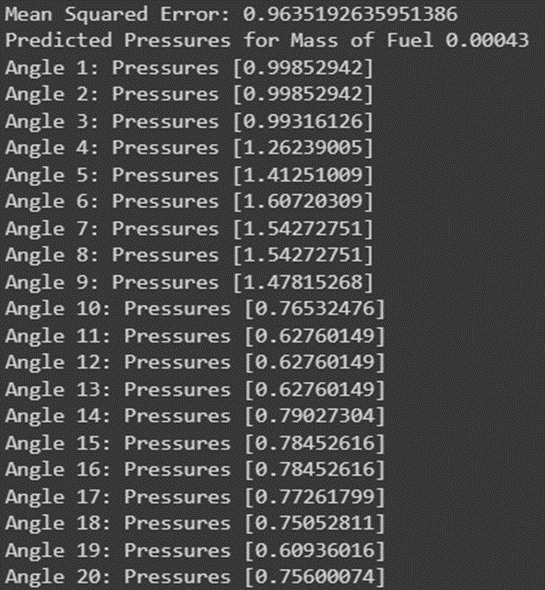 Mean Squared Error: 0.9635192635951386
Predicted Pressures for Mass of Fuel 0.00043
Angle 1: Pressures [0.99852942]
Angle 2: Pressures [0.99852942]
Angle 3: Pressures [0.99316126]
Angle 4: Pressures [1.26239005]
Angle 5: Pressures [1.41251009]
Angle 6: Pressures [1.60720309]
Angle 7: Pressures [1.54272751]
Angle 8: Pressures [1.54272751]
Angle 9: Pressures [1.47815268]
Angle 10: Pressures [0.76532476]
Angle 11: Pressures [0.62760149]
Angle 12: Pressures [0.62760149]
Angle 13: Pressures [0.62760149]
Angle 14: Pressures [0.79027304]
Angle 15: Pressures [0.78452616]
Angle 16: Pressures [0.78452616]
Angle 17: Pressures [0.77261799]
Angle 18: Pressures [0.75052811]
Angle 19: Pressures [0.60936016]
Angle 20: Pressures [0.75600074]